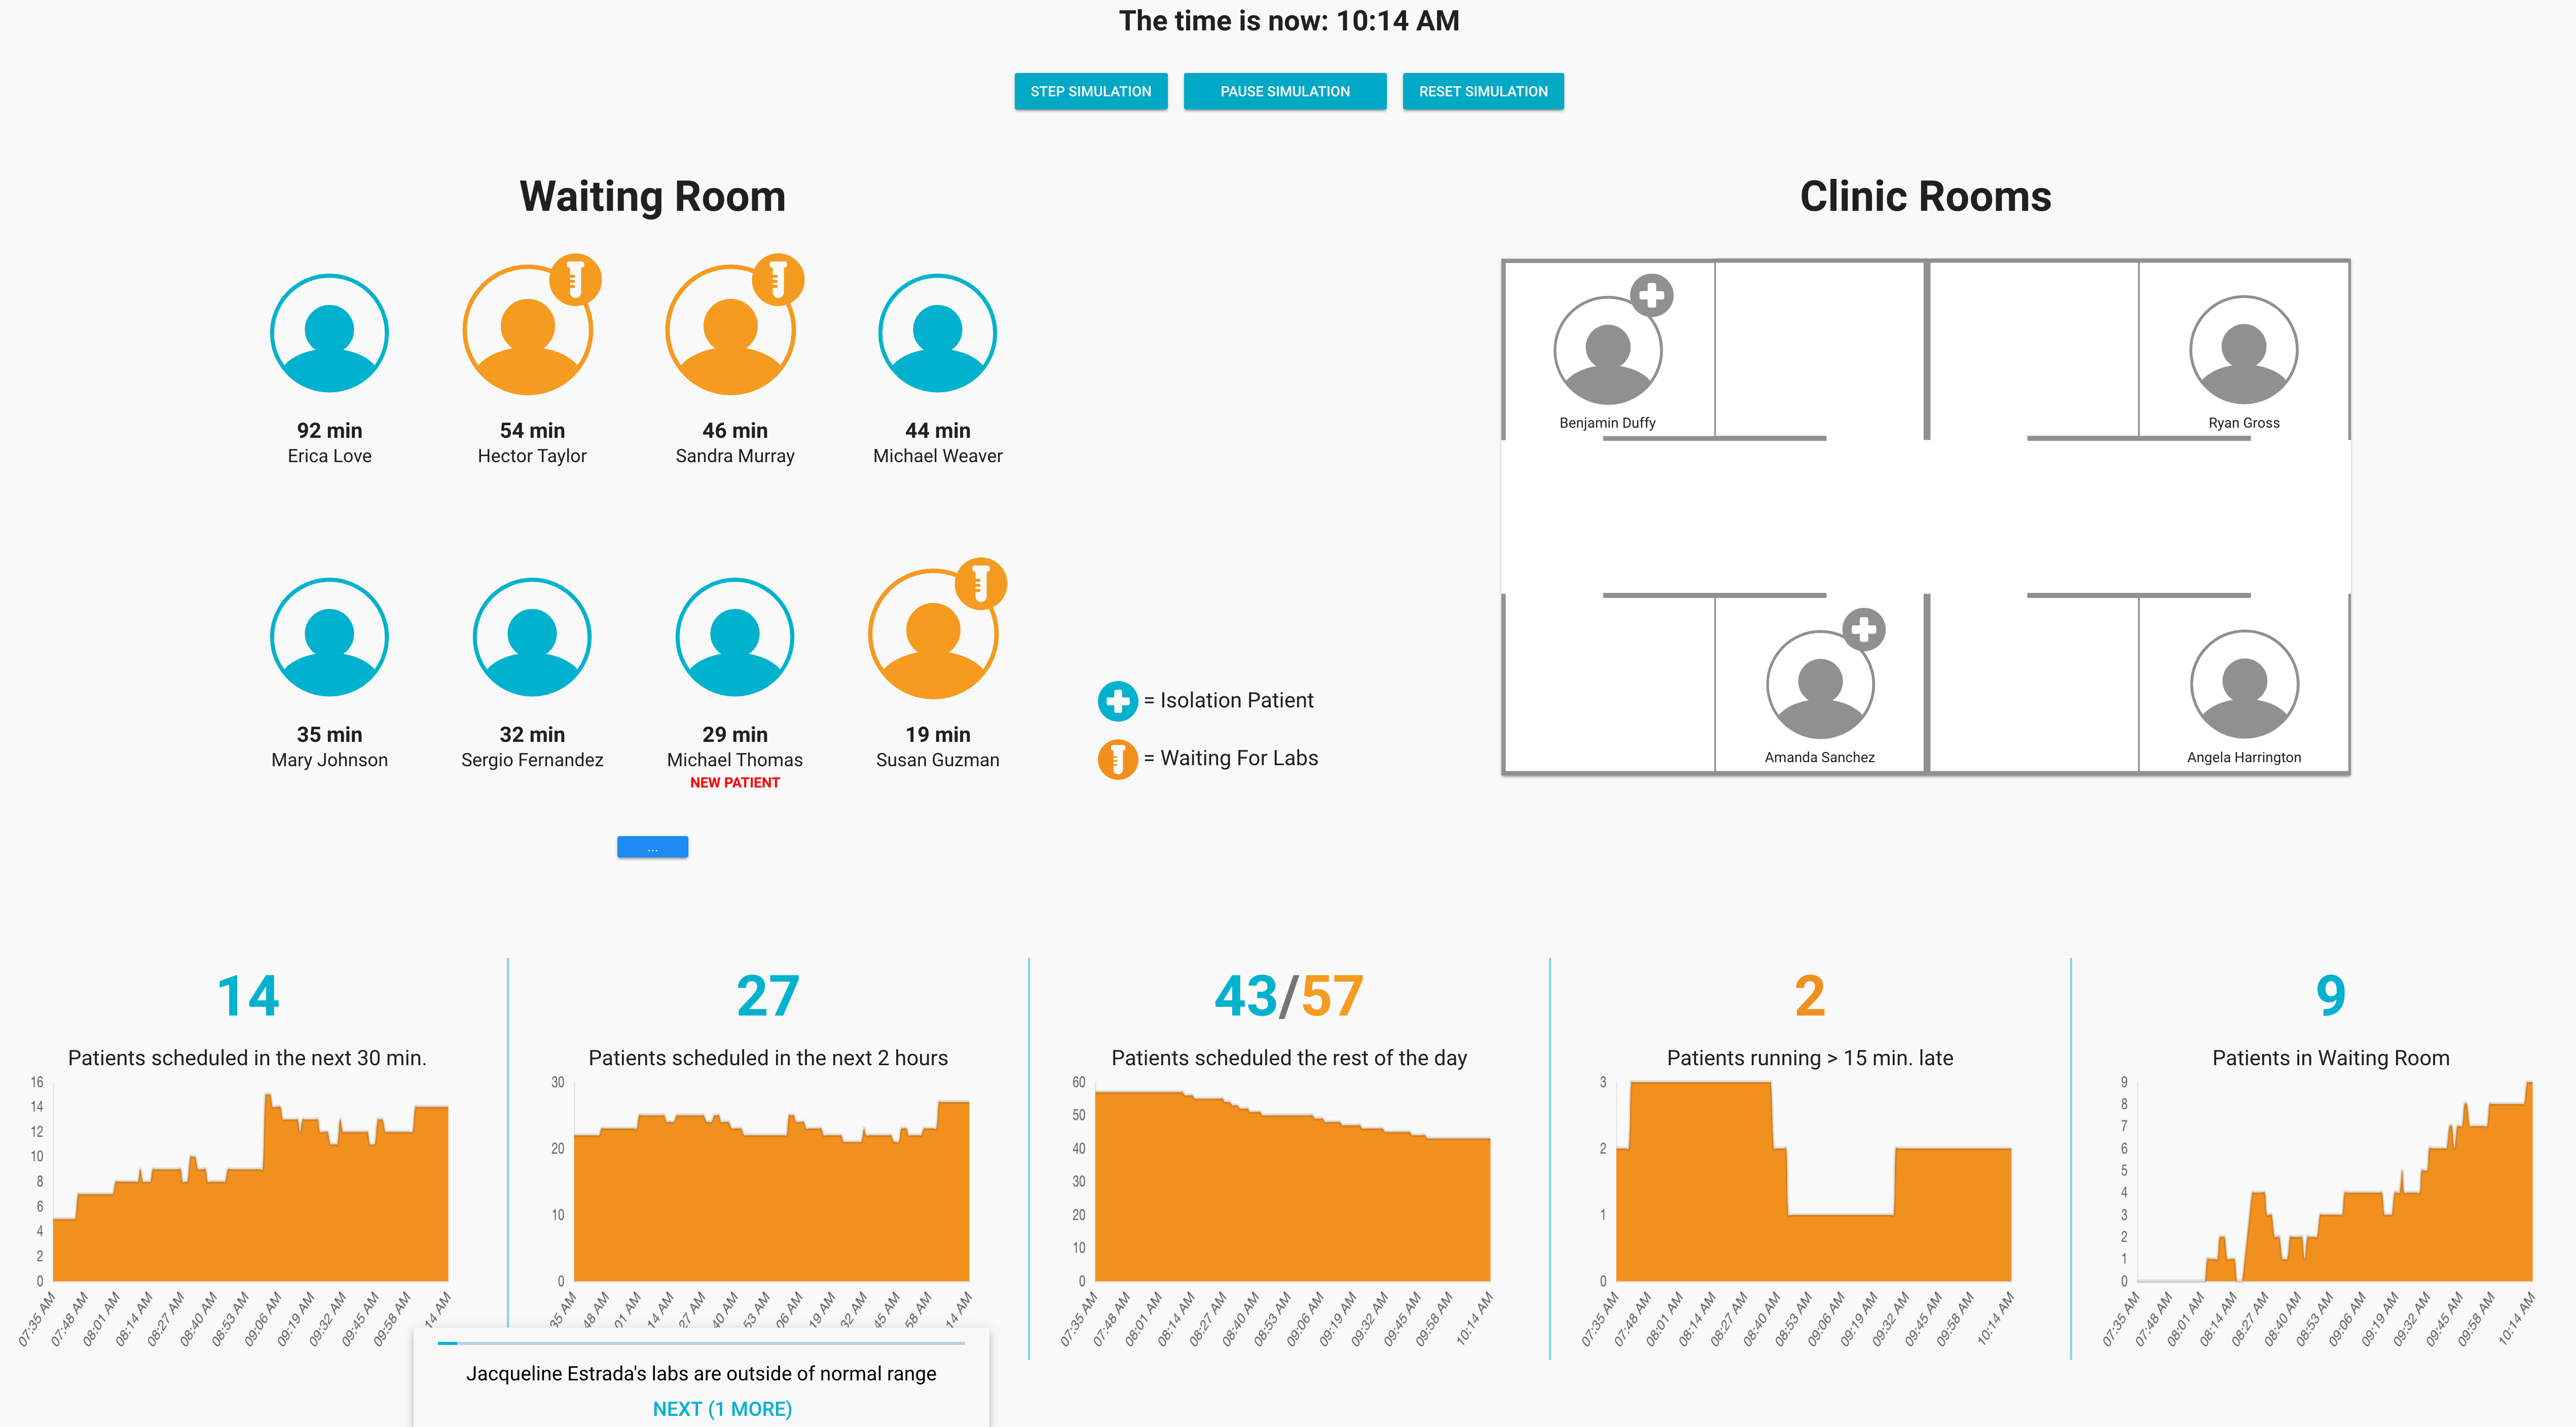 The time is now: 10:14 AM
STEP SIMULATION
PAUSE SIMULATION
RESET SIMULATION
Waiting Room
92 min
Erica Love
54 min
Hector Taylor
46 min
Sandra Murray
44 min
Michael Weaver
35 min
Mary Johnson
32 min
Sergio Fernandez
29 min
Michael Thomas
NEW PATIENT
19 min
Susan Guzman
...
= Isolation Patient
= Waiting For Labs
Clinic Rooms
Benjamin Duffy
Ryan Gross
Amanda Sanchez
Angela Harrington
14
Patients scheduled in the next 30 min.
16
14
12
10
8
6
4
2
0
07:35 AM
07:48 AM
08:01 AM
08:14 AM
08:27 AM
08:40 AM
08:53 AM
09:06 AM
09:19 AM
09:32 AM
09:45 AM
09:58 AM
14 AM
27
Patients scheduled in the next 2 hours
30
20
10
0
35 AM
48 AM
01 AM
14 AM
27 AM
40 AM
53 AM
06 AM
19 AM
32 AM
45 AM
58 AM
14 AM
43/57
Patients scheduled the rest of the day
60
50
40
30
20
10
0
07:35 AM
07:48 AM
08:01 AM
08:14 AM
08:27 AM
08:40 AM
08:53 AM
09:06 AM
09:19 AM
09:32 AM
09:45 AM
09:58 AM
10:14 AM
2
Patients running > 15 min. late
3
2
1
0
07:35 AM
07:48 AM
08:01 AM
08:14 AM
08:27 AM
08:40 AM
08:53 AM
09:06 AM
09:19 AM
09:32 AM
09:45 AM
09:58 AM
10:14 AM
9
Patients in Waiting Room
9
8
7
6
5
4
3
2
1
0
07:35 AM
07:48 AM
08:01 AM
08:14 AM
08:27 AM
08:40 AM
08:53 AM
09:06 AM
09:19 AM
09:32 AM
09:45 AM
09:58 AM
10:14 AM
Jacqueline Estrada's labs are outside of normal range
NEXT (1 MORE)